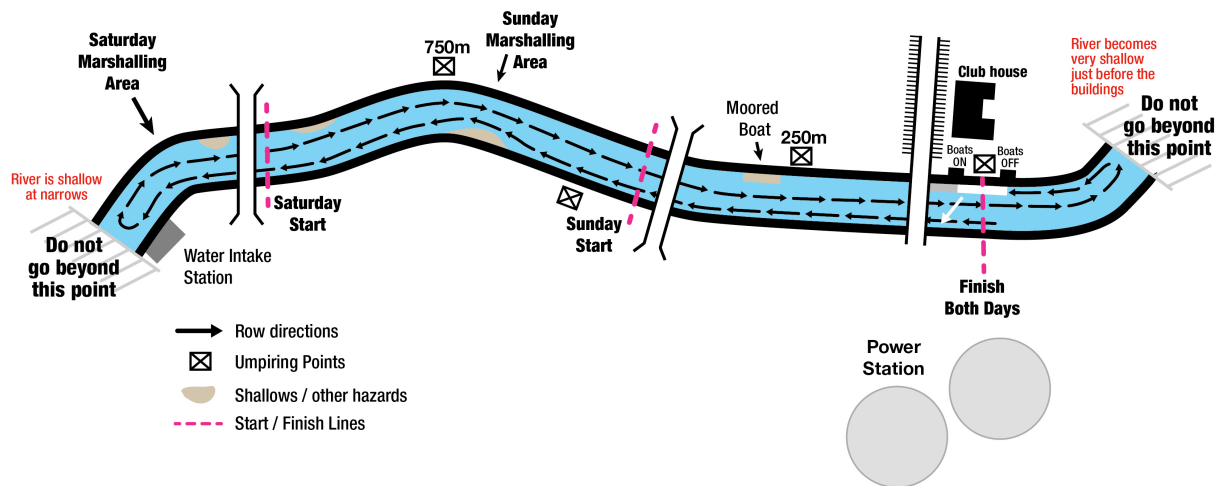 Saturday
Marshalling
Area
750m
Sunday
Marshalling
Area
Moored
Boat
250m
Club house
Boats
ON
Boats
OFF
River becomes
very shallow
just before the
buildings
Do not
go beyond
this point
River is shallow
at narrows
Do not
go beyond
this point
Water Intake
Station
Saturday
Start
Sunday
Start
Finish
Both Days
Row directions
Umpiring Points
Shallows / other hazards
Start / Finish Lines
Power
Station